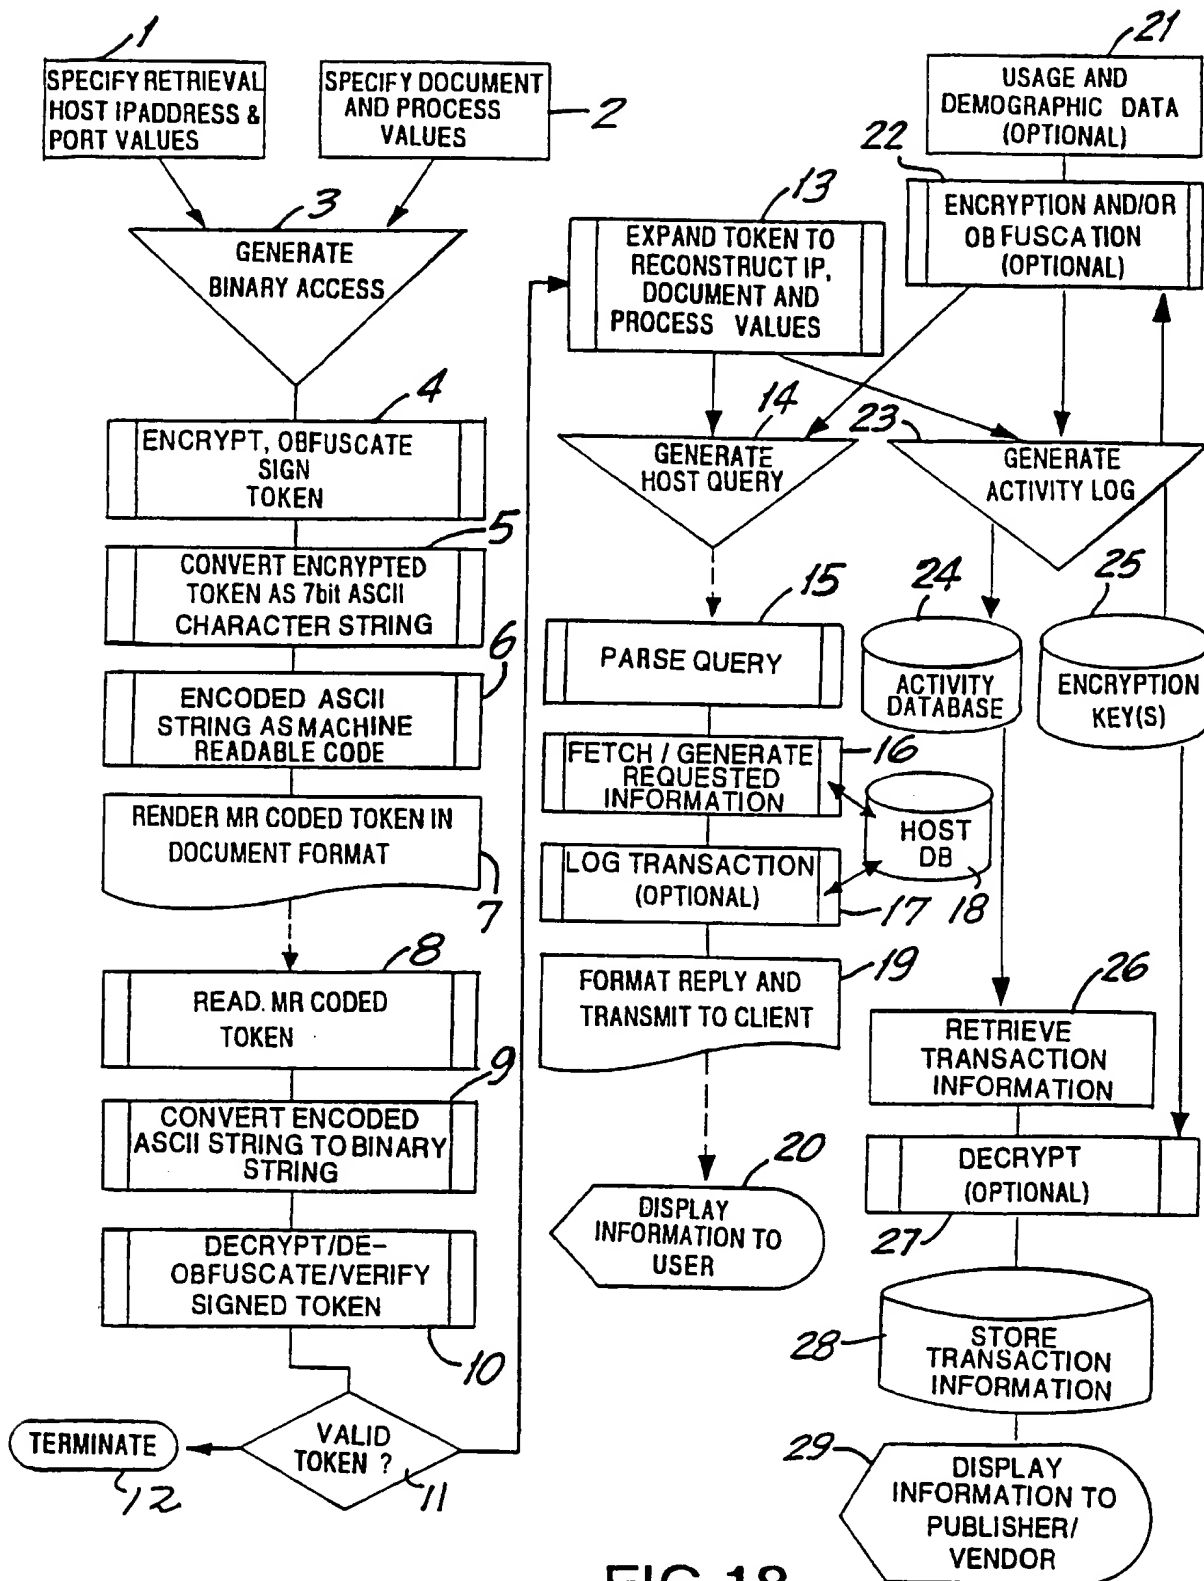 1
SPECIFY RETRIEVAL
HOST IPADDRESS &
PORT VALUES
SPECIFY DOCUMENT
AND PROCESS
VALUES
2
3
GENERATE
BINARY ACCESS
4
ENCRYPT, OBFUSCATE
SIGN
TOKEN
5
CONVERT ENCRYPTED
TOKEN AS 7bit ASCII
CHARACTER STRING
6
ENCODED ASCII
STRING AS MACHINE
READABLE CODE
RENDER MR CODED TOKEN IN
DOCUMENT FORMAT
7
8
READ. MR CODED
TOKEN
9
CONVERT ENCODED
ASCII STRING TO BINARY
STRING
DECRYPT/DE-
OBFUSCATE/VERIFY
SIGNED TOKEN
10
VALID
TOKEN ?
11
TERMINATE
12
13
EXPAND TOKEN TO
RECONSTRUCT IP,
DOCUMENT AND
PROCESS VALUES
14
GENERATE
HOST QUERY
15
PARSE QUERY
16
FETCH / GENERATE
REQUESTED
INFORMATION
HOST
DB
18
LOG TRANSACTION
(OPTIONAL)
17
19
FORMAT REPLY AND
TRANSMIT TO CLIENT
20
DISPLAY
INFORMATION TO
USER
21
USAGE AND
DEMOGRAPHIC DATA
(OPTIONAL)
22
ENCRYPTION AND/OR
OBFUSCATION
(OPTIONAL)
23
GENERATE
ACTIVITY LOG
24
ACTIVITY
DATABASE
25
ENCRYPTION
KEY(S)
26
RETRIEVE
TRANSACTION
INFORMATION
DECRYPT
(OPTIONAL)
27
28
STORE
TRANSACTION
INFORMATION
29
DISPLAY
INFORMATION TO
PUBLISHER/
VENDOR
FIG.18